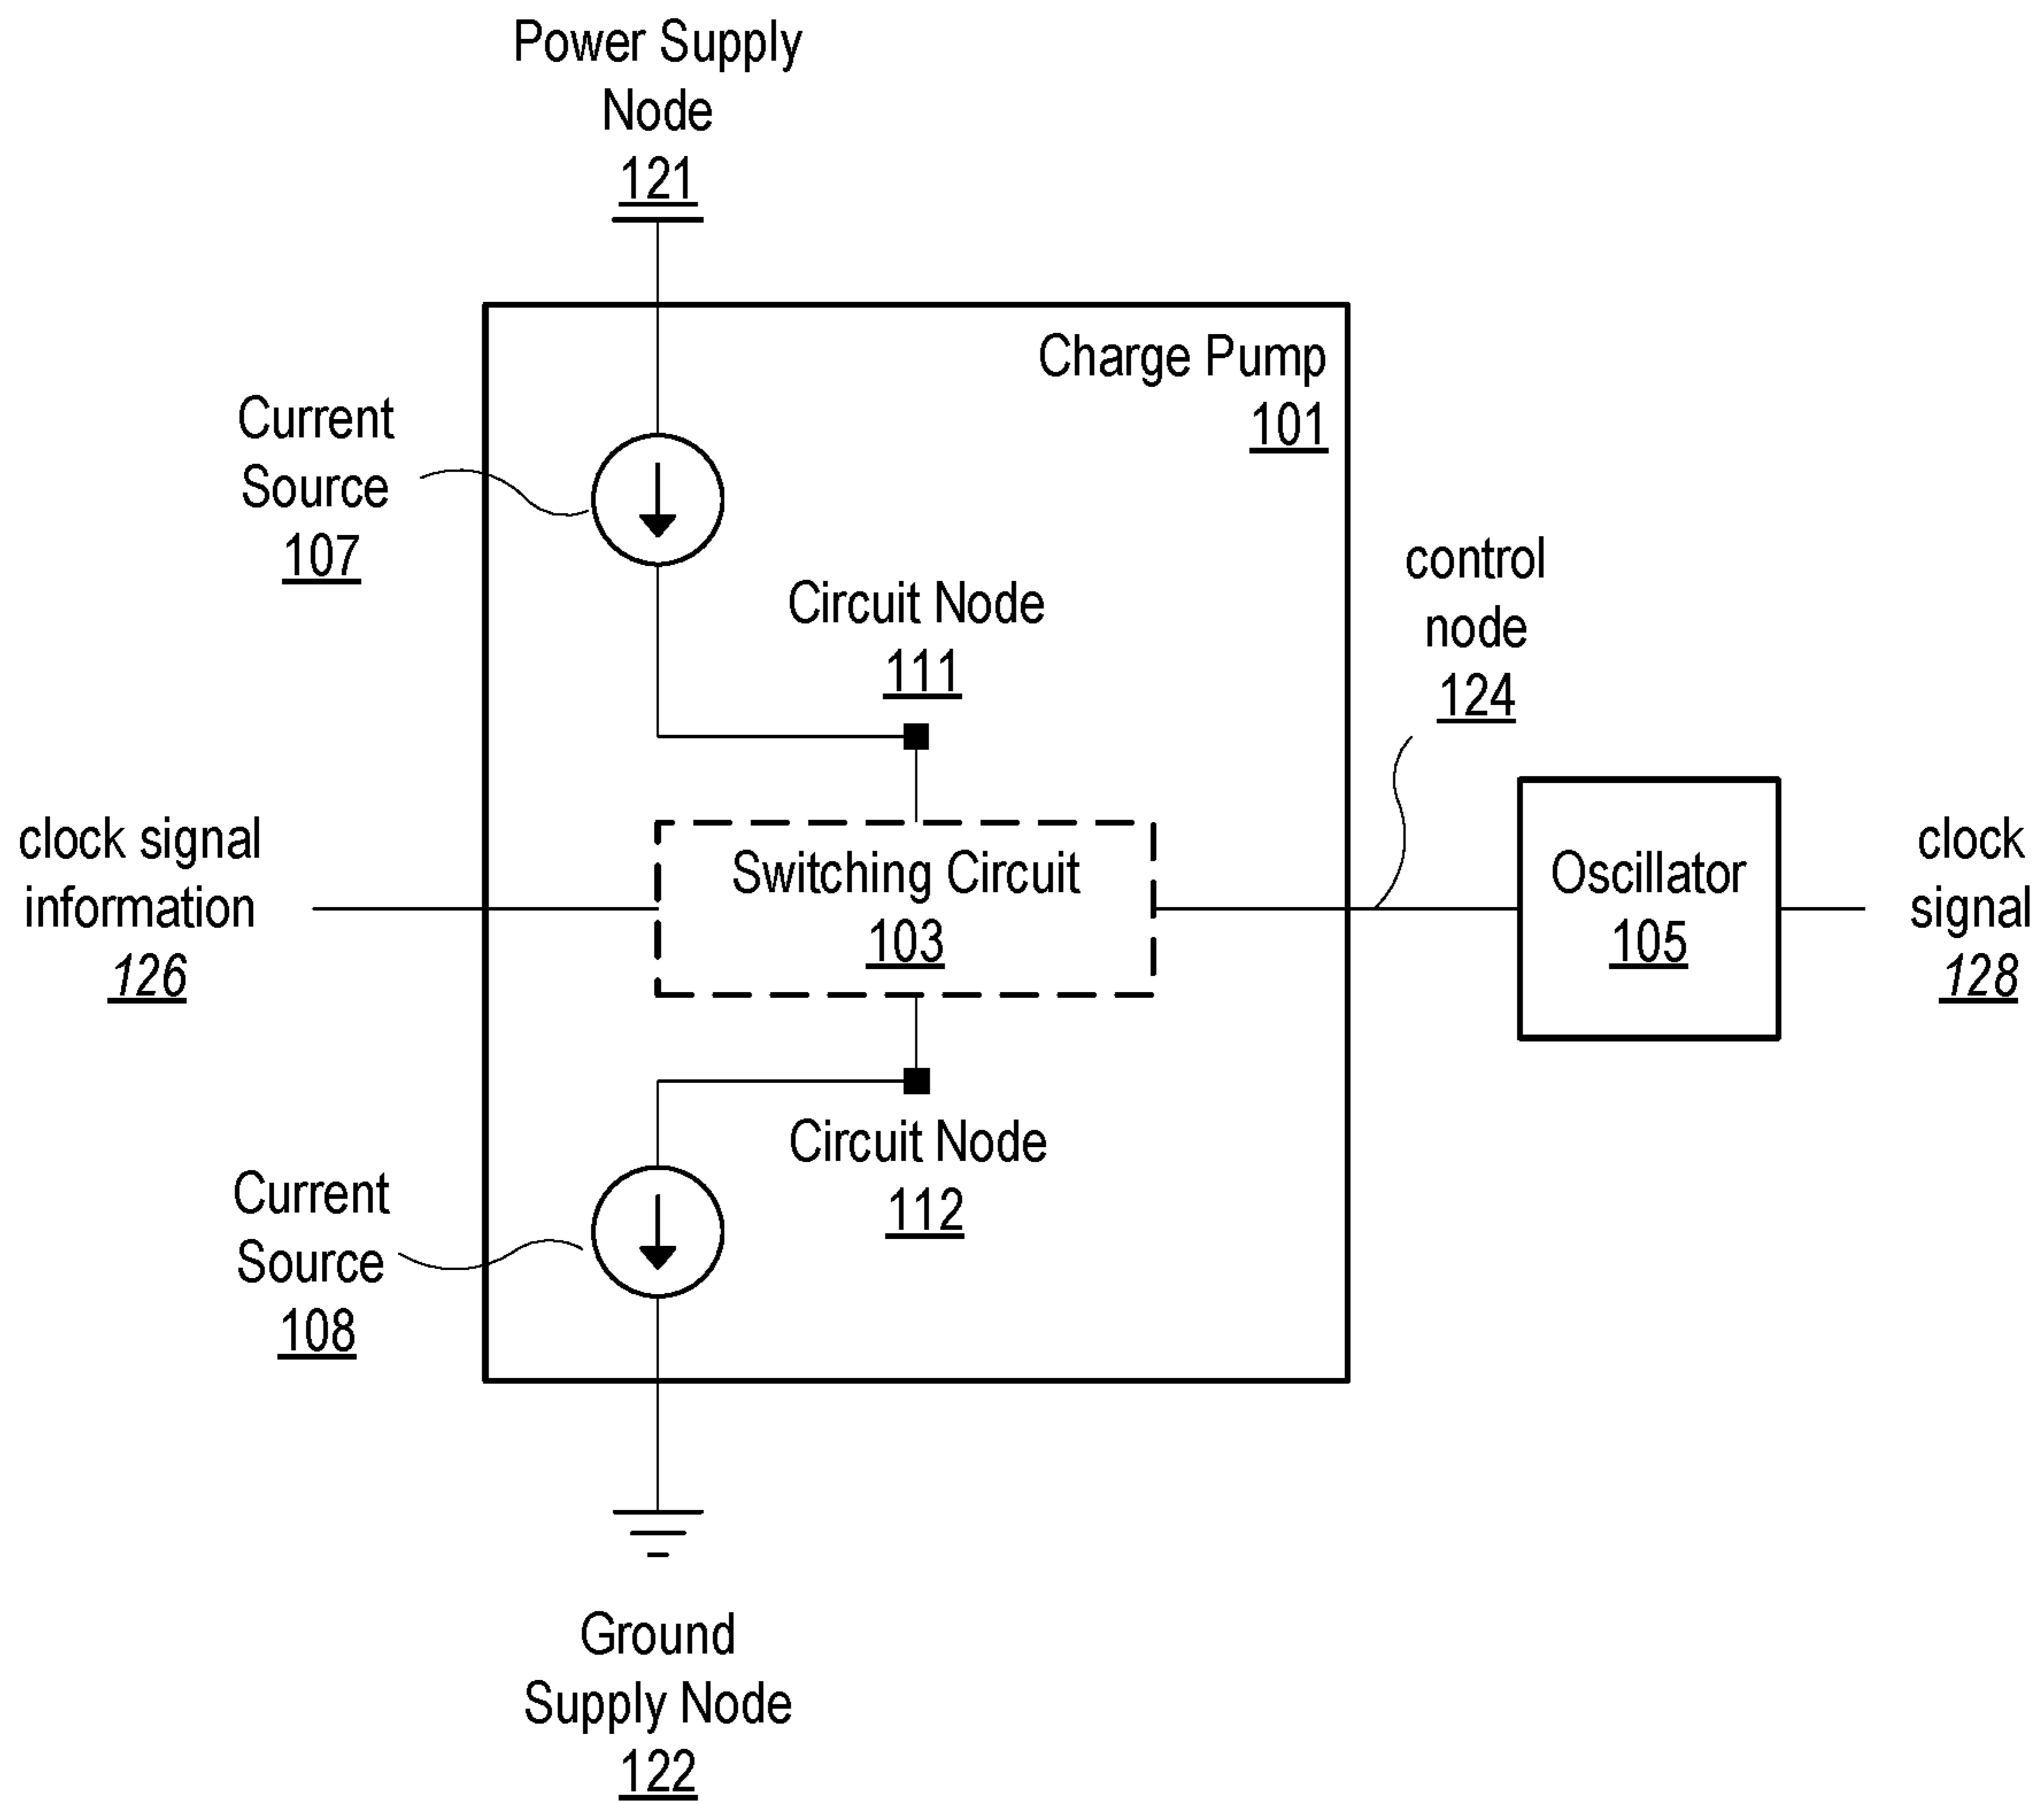 Power Supply
Node
121
Charge Pump
101
Current
Source
107
Circuit Node
111
control
node
124
clock signal
information
126
Switching Circuit
103
Oscillator
105
clock
signal
128
Circuit Node
112
Current
Source
108
Ground
Supply Node
122